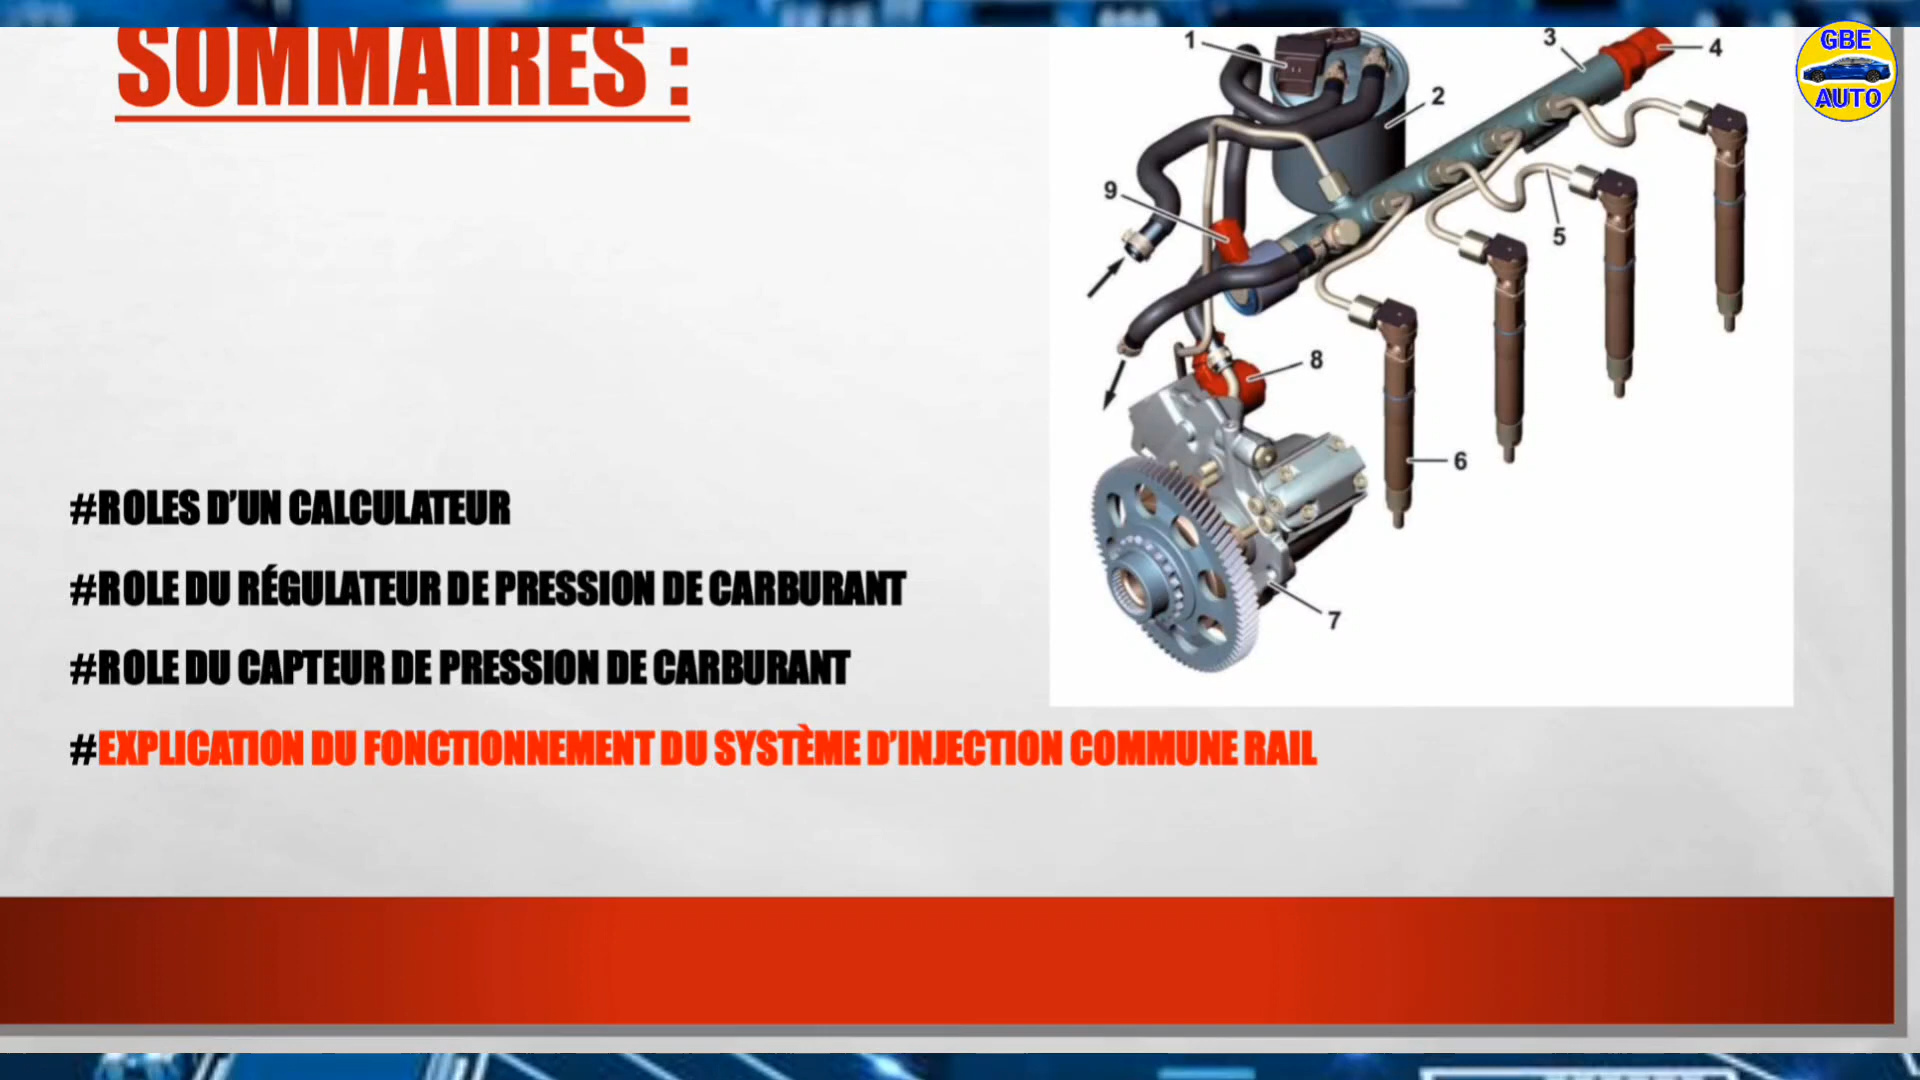 SOMMAIRES :
1
2
3
4
5
6
7
8
9
GBE
AUTO
#ROLES D'UN CALCULATEUR
#ROLE DU RÉGULATEUR DE PRESSION DE CARBURANT
#ROLE DU CAPTEUR DE PRESSION DE CARBURANT
#EXPLICATION DU FONCTIONNEMENT DU SYSTÈME D'INJECTION COMMUNE RAIL